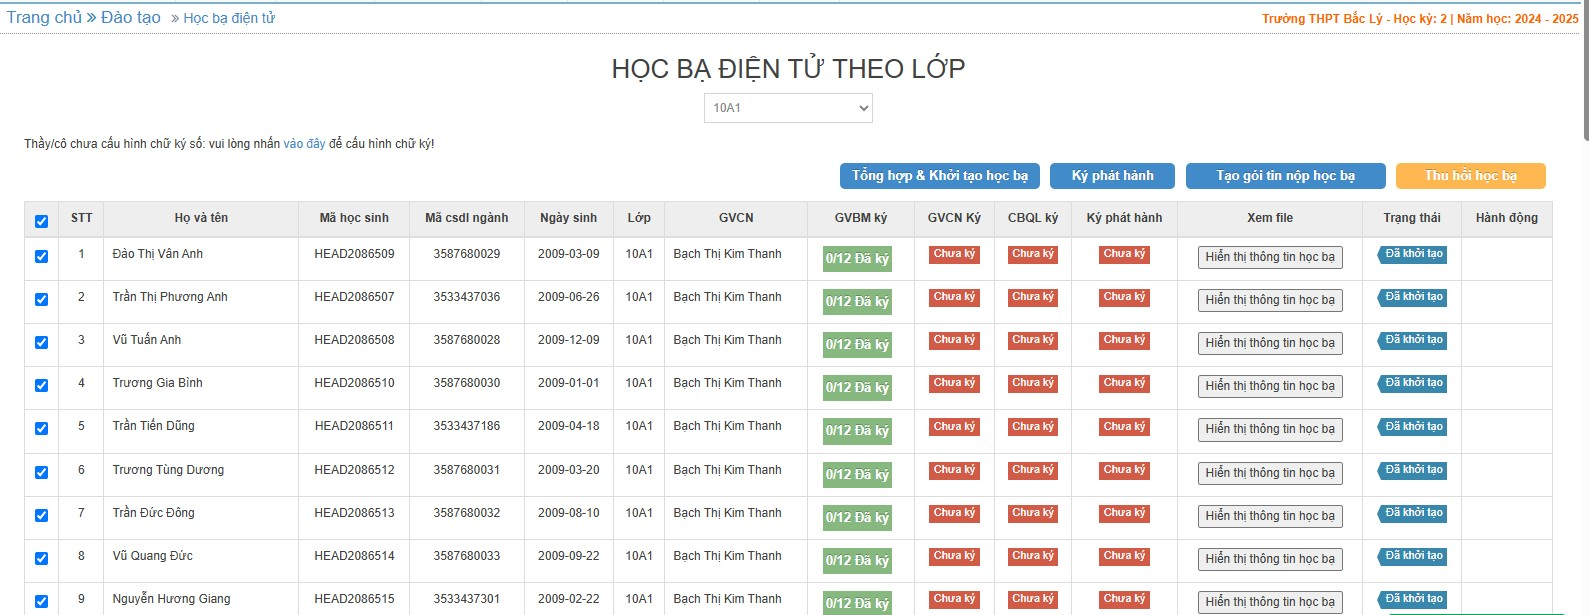 Trang chủ » Đào tạo » Học bạ điện tử
Trường THPT Bắc Lý - Học kỳ: 2 | Năm học: 2024 - 2025
HỌC BẠ ĐIỆN TỬ THEO LỚP
10A1
Thầy/cô chưa cấu hình chữ ký số: vui lòng nhấn vào đây để cấu hình chữ ký!
Tổng hợp & Khởi tạo học bạ Ký phát hành Tạo gói tin nộp học bạ Thu hồi học bạ
STT Họ và tên Mã học sinh Mã csdl ngành Ngày sinh Lớp GVCN GVBM ký GVCN Ký CBQL ký Ký phát hành Xem file Trạng thái Hành động
1 Đào Thị Vân Anh HEAD2086509 3587680029 2009-03-09 10A1 Bạch Thị Kim Thanh 0/12 Đã ký Chưa ký Chưa ký Chưa ký Hiển thị thông tin học bạ Đã khởi tạo
2 Trần Thị Phương Anh HEAD2086507 3533437036 2009-06-26 10A1 Bạch Thị Kim Thanh 0/12 Đã ký Chưa ký Chưa ký Chưa ký Hiển thị thông tin học bạ Đã khởi tạo
3 Vũ Tuấn Anh HEAD2086508 3587680028 2009-12-09 10A1 Bạch Thị Kim Thanh 0/12 Đã ký Chưa ký Chưa ký Chưa ký Hiển thị thông tin học bạ Đã khởi tạo
4 Trương Gia Bình HEAD2086510 3587680030 2009-01-01 10A1 Bạch Thị Kim Thanh 0/12 Đã ký Chưa ký Chưa ký Chưa ký Hiển thị thông tin học bạ Đã khởi tạo
5 Trần Tiến Dũng HEAD2086511 3533437186 2009-04-18 10A1 Bạch Thị Kim Thanh 0/12 Đã ký Chưa ký Chưa ký Chưa ký Hiển thị thông tin học bạ Đã khởi tạo
6 Trương Tùng Dương HEAD2086512 3587680031 2009-03-20 10A1 Bạch Thị Kim Thanh 0/12 Đã ký Chưa ký Chưa ký Chưa ký Hiển thị thông tin học bạ Đã khởi tạo
7 Trần Đức Đông HEAD2086513 3587680032 2009-08-10 10A1 Bạch Thị Kim Thanh 0/12 Đã ký Chưa ký Chưa ký Chưa ký Hiển thị thông tin học bạ Đã khởi tạo
8 Vũ Quang Đức HEAD2086514 3587680033 2009-09-22 10A1 Bạch Thị Kim Thanh 0/12 Đã ký Chưa ký Chưa ký Chưa ký Hiển thị thông tin học bạ Đã khởi tạo
9 Nguyễn Hương Giang HEAD2086515 3533437301 2009-02-22 10A1 Bạch Thị Kim Thanh 0/12 Đã ký Chưa ký Chưa ký Chưa ký Hiển thị thông tin học bạ Đã khởi tạo